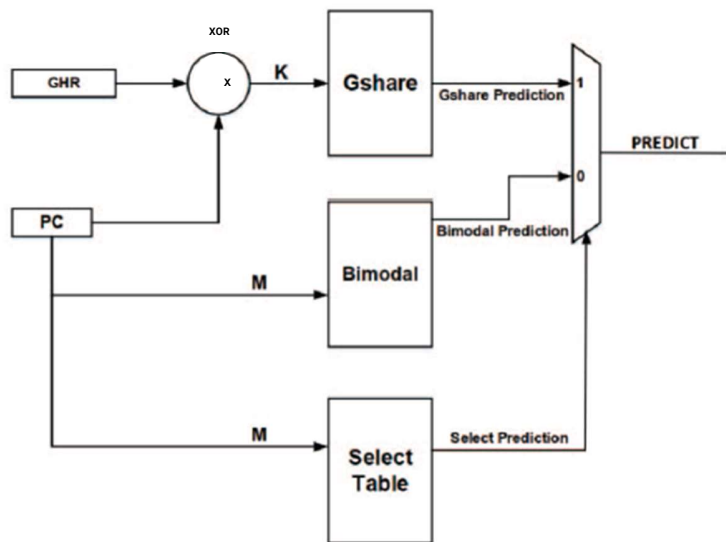 XOR
GHR
X
K
Gshare
Gshare Prediction
1
PREDICT
0
PC
Bimodal Prediction
M
Bimodal
M
Select Prediction
Select
Table